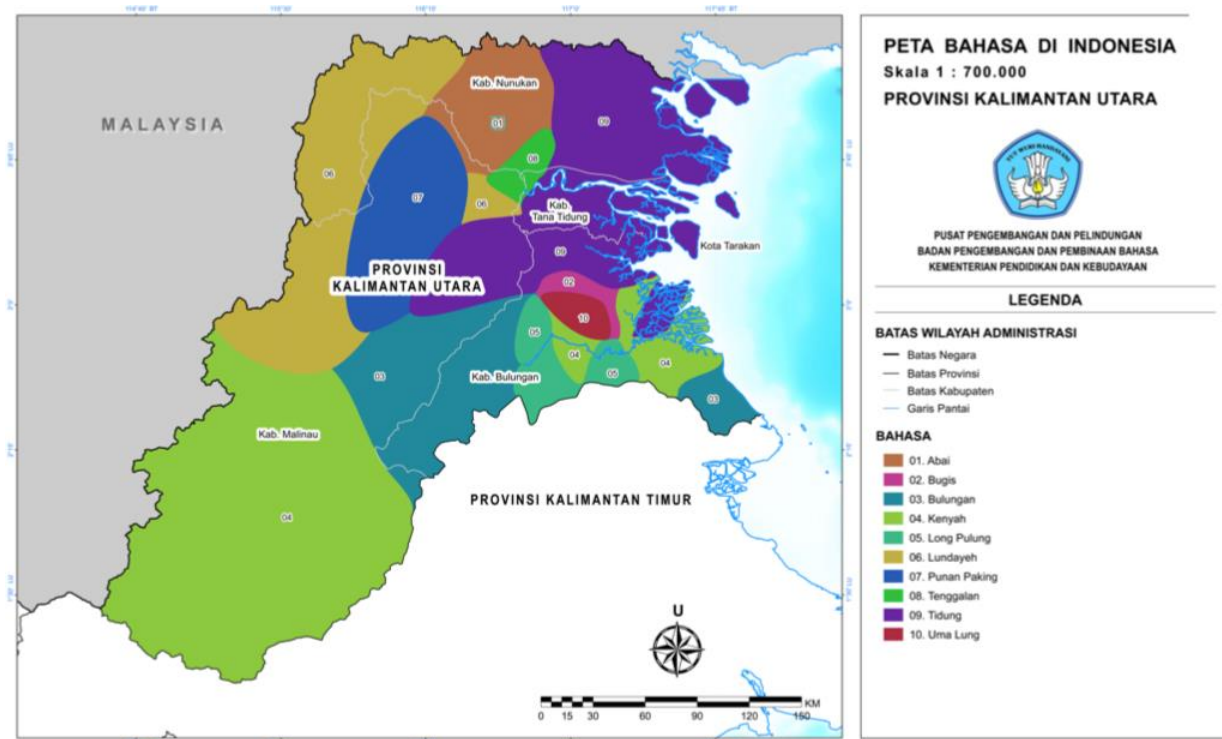 PETA BAHASA DI INDONESIA
Skala 1 : 700.000
PROVINSI KALIMANTAN UTARA
TUT WURI HANDAYANI
PUSAT PENGEMBANGAN DAN PELINDUNGAN
BADAN PENGEMBANGAN DAN PEMBINAAN BAHASA
KEMENTERIAN PENDIDIKAN DAN KEBUDAYAAN
LEGENDA
BATAS WILAYAH ADMINISTRASI
Batas Negara
Batas Provinsi
Batas Kabupaten
Garis Pantai
BAHASA
01. Abai
02. Bugis
03. Bulungan
04. Kenyah
05. Long Pulung
06. Lundayeh
07. Punan Paking
08. Tenggalan
09. Tidung
10. Uma Lung
MALAYSIA
Kab. Nunukan
01
09
08
06
07
06
Kab.
Tana Tidung
Kota Tarakan
09
PROVINSI
KALIMANTAN UTARA
02
10
05
04
05
04
03
03
Kab. Bulungan
Kab. Malinau
04
PROVINSI KALIMANTAN TIMUR
U
0 15 30 60 90 120 150
KM